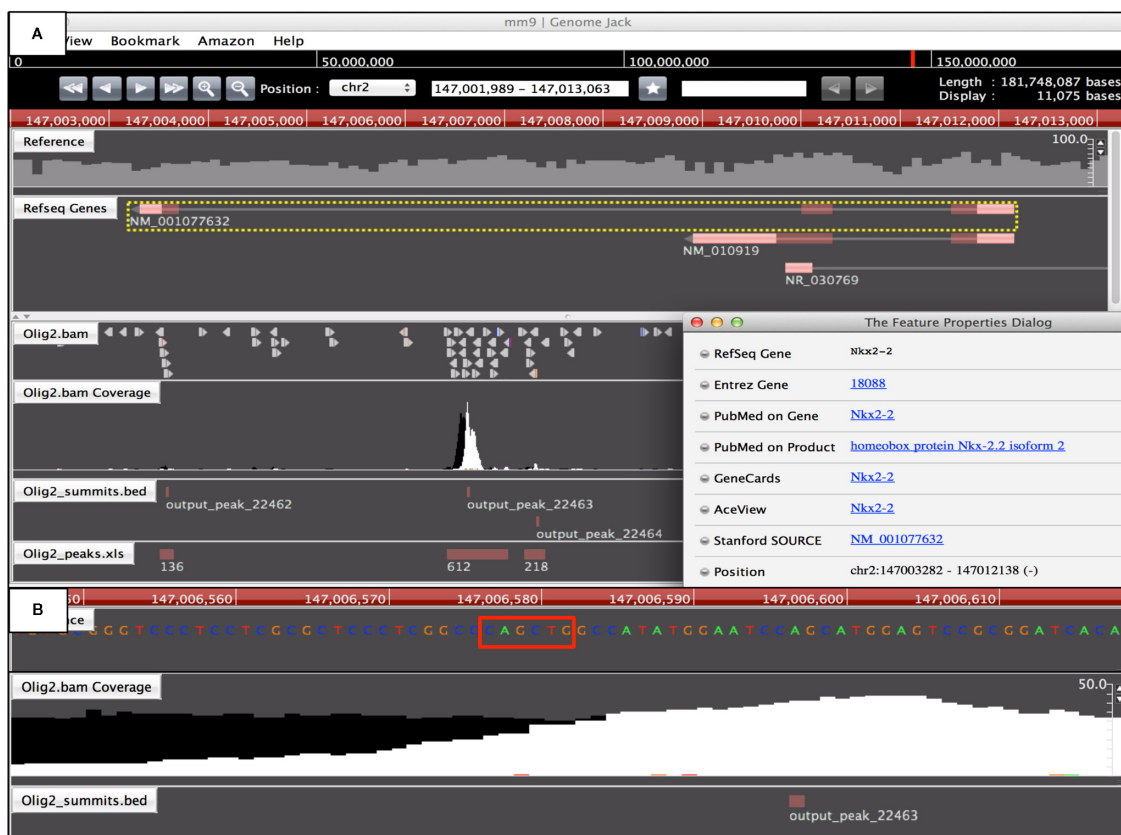 A
mm9 | Genome Jack
View Bookmark Amazon Help
0 50,000,000 100,000,000 150,000,000
Position : chr2 147,001,989 - 147,013,063
Length : 181,748,087 bases
Display : 11,075 bases
147,003,000 147,004,000 147,005,000 147,006,000 147,007,000 147,008,000 147,009,000 147,010,000 147,011,000 147,012,000 147,013,000
Reference
100.0
Refseq Genes
NM_001077632
NM_010919
NR_030769
Olig2.bam
Olig2.bam Coverage
Olig2_summits.bed
output_peak_22462
output_peak_22463
output_peak_22464
Olig2_peaks.xls
136
612
218
The Feature Properties Dialog
RefSeq Gene Nkx2-2
Entrez Gene 18088
PubMed on Gene Nkx2-2
PubMed on Product homeobox protein Nkx-2.2 isoform 2
GeneCards Nkx2-2
AceView Nkx2-2
Stanford SOURCE NM_001077632
Position chr2:147003282 - 147012138 (-)
B
147,006,560 147,006,570 147,006,580 147,006,590 147,006,600 147,006,610
G G G T C C C T C C T C G C G C T C C C T C G G C C C A G C T G G C C A T A T G G A A T C C A G C A T G G A G T C C G C G G A T C A C A
Olig2.bam Coverage
50.0
Olig2_summits.bed
output_peak_22463